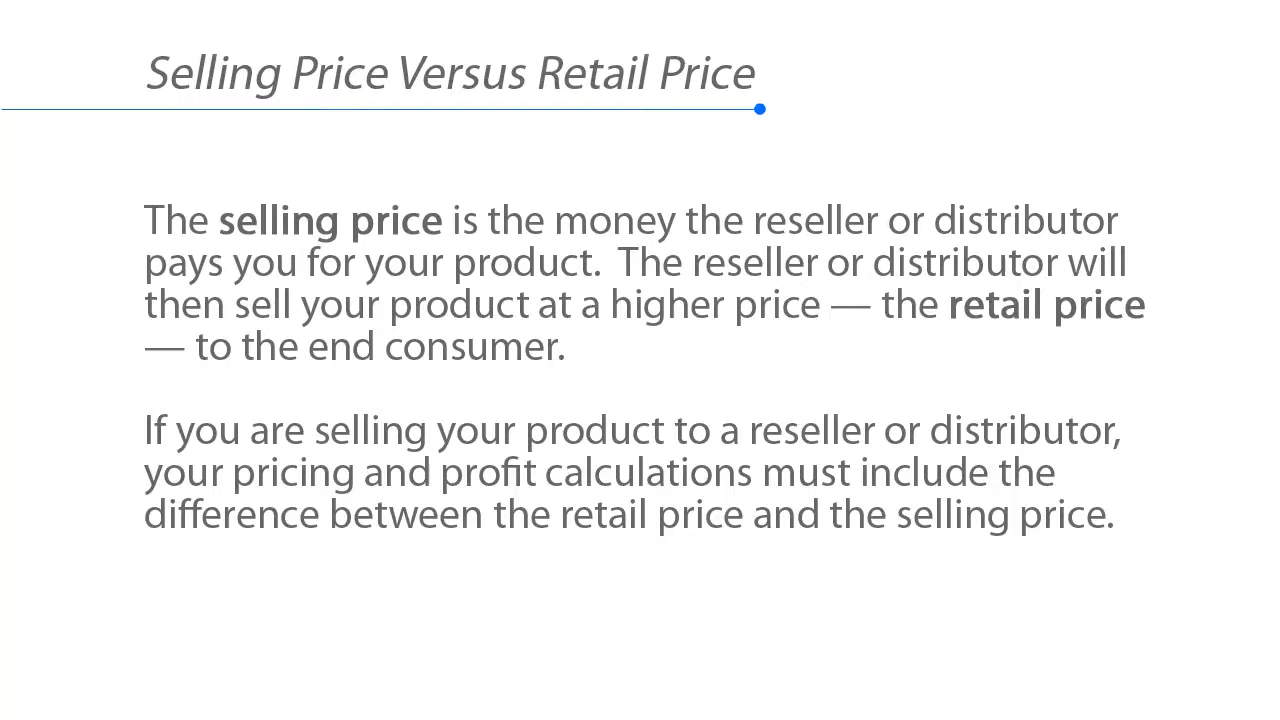 Selling Price Versus Retail Price
The selling price is the money the reseller or distributor
pays you for your product.  The reseller or distributor will
then sell your product at a higher price — the retail price
— to the end consumer.
If you are selling your product to a reseller or distributor,
your pricing and profit calculations must include the
difference between the retail price and the selling price.